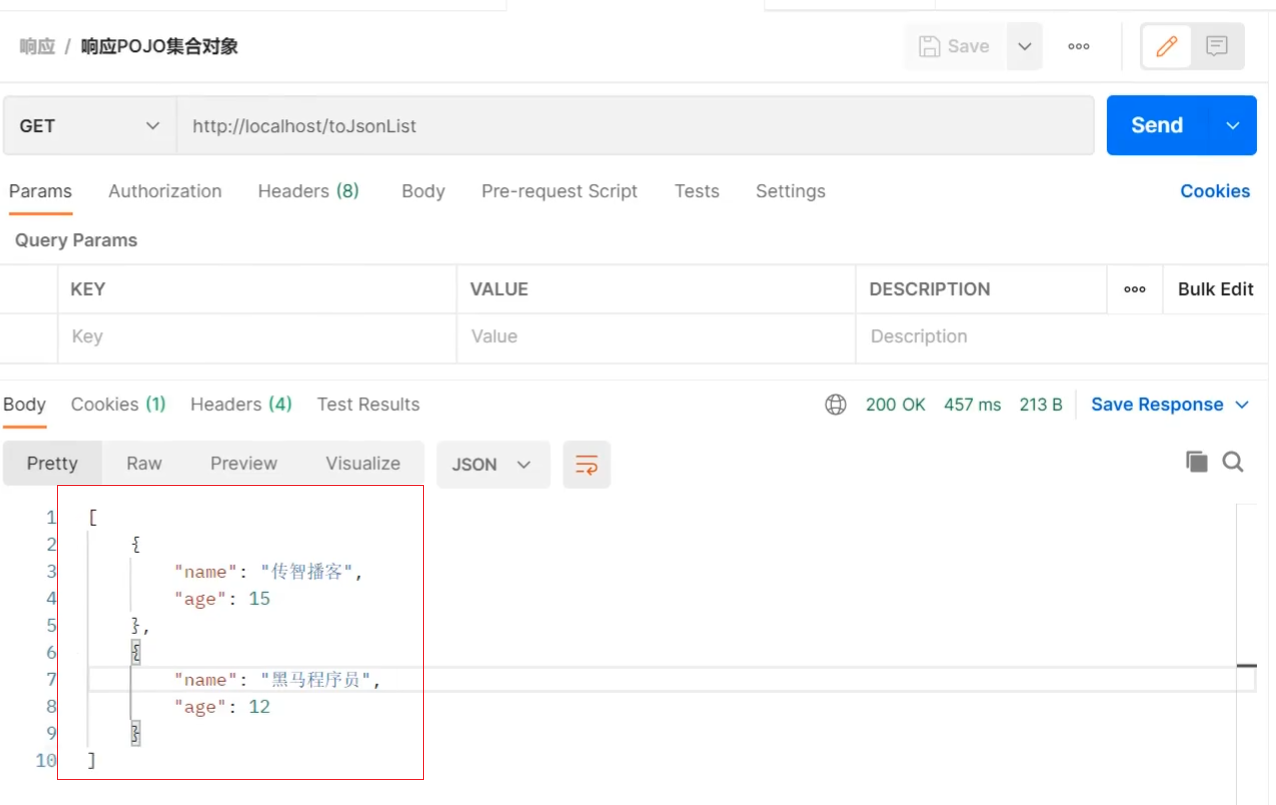 响应 / 响应POJO集合对象 Save
GET http://localhost/toJsonList Send
Params Authorization Headers (8) Body Pre-request Script Tests Settings Cookies
Query Params
KEY VALUE DESCRIPTION Bulk Edit
Key Value Description
Body Cookies (1) Headers (4) Test Results 200 OK 457 ms 213 B Save Response
Pretty Raw Preview Visualize JSON
1 [
2 {
3 "name": "传智播客",
4 "age": 15
5 },
6 {
7 "name": "黑马程序员",
8 "age": 12
9 }
10 ]